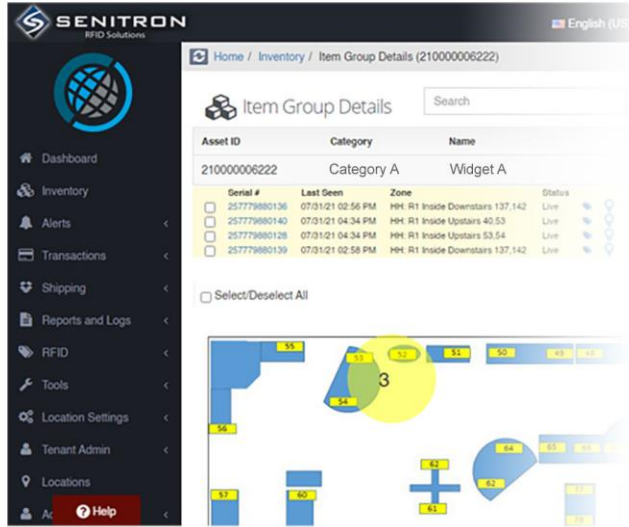 SENITRON
RFID Solutions
English (US
Home / Inventory / Item Group Details (210000006222)
Item Group Details
Search
Asset ID Category Name
210000006222 Category A Widget A
Serial # Last Seen Zone Status
257779880136 07/31/21 02:56 PM HH: R1 Inside Downstairs 137,142 Live
257779880140 07/31/21 04:34 PM HH: R1 Inside Upstairs 40,53 Live
257779880128 07/31/21 04:34 PM HH: R1 Inside Upstairs 53,54 Live
257779880139 07/31/21 02:58 PM HH: R1 Inside Downstairs 137,142 Live
Select/Deselect All
Dashboard
Inventory
Alerts
Transactions
Shipping
Reports and Logs
RFID
Tools
Location Settings
Tenant Admin
Locations
Help
55
53
52
51
50
49
48
3
54
56
64
65
62
62
57
60
61